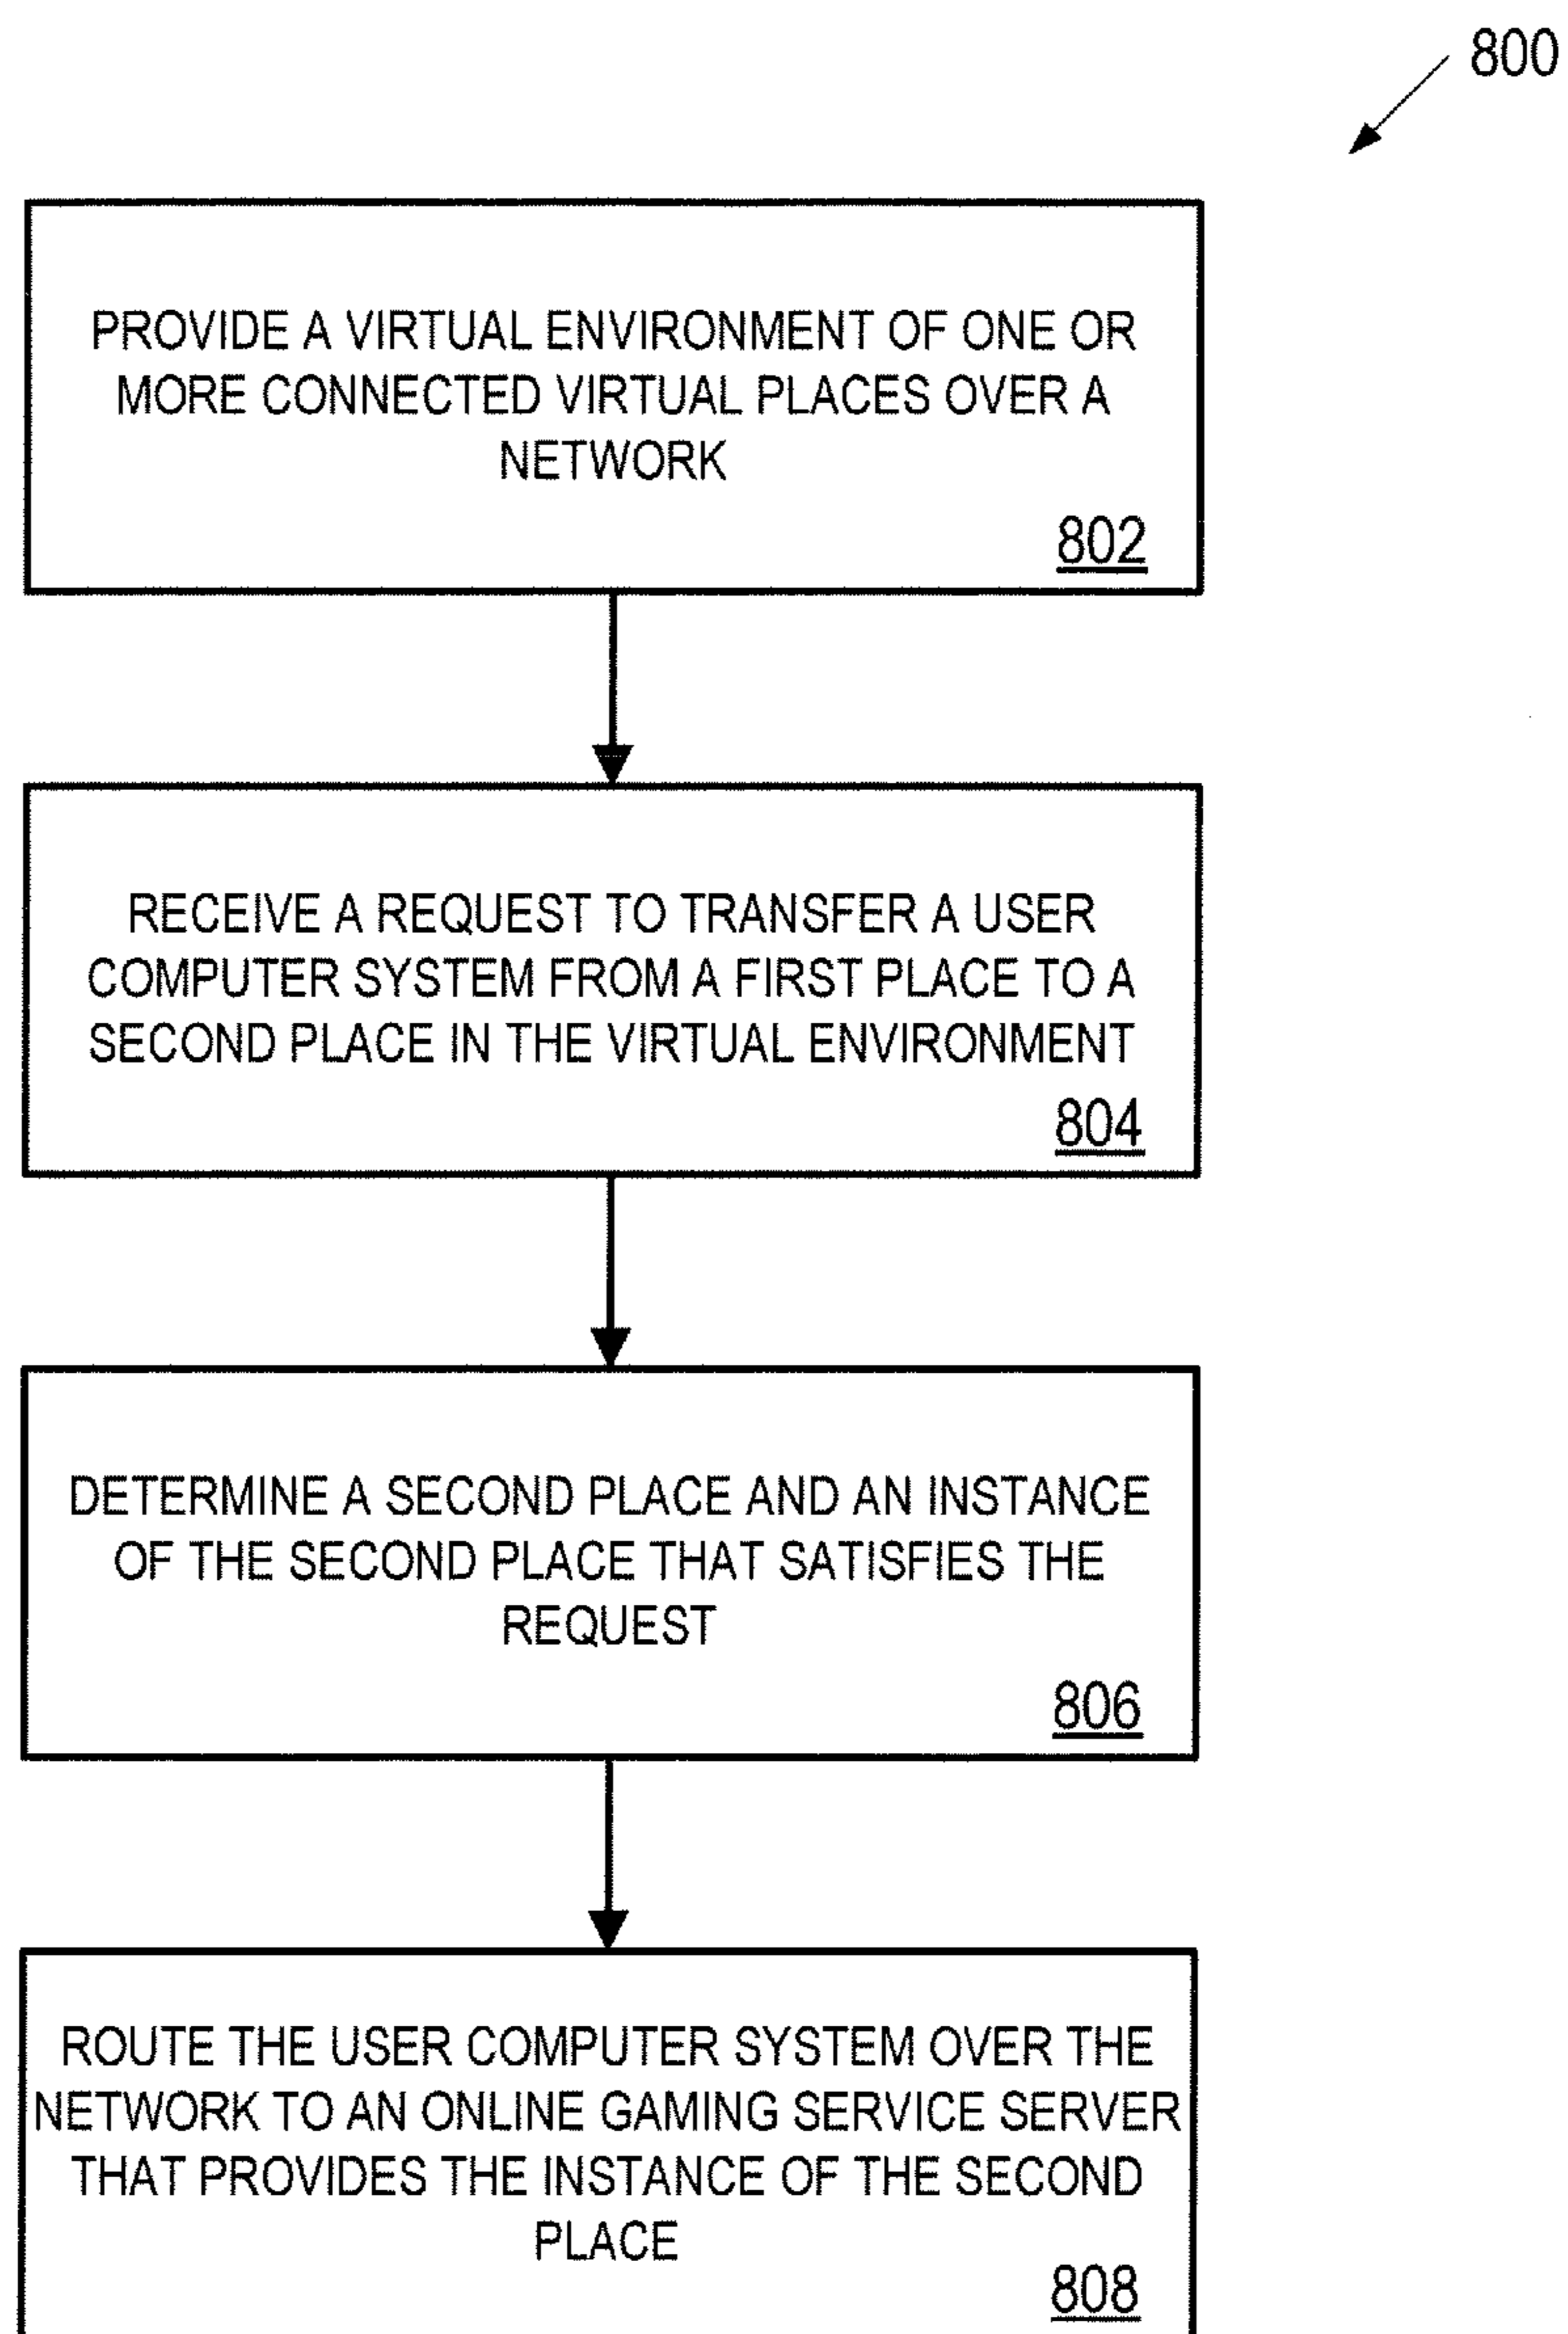 800
PROVIDE A VIRTUAL ENVIRONMENT OF ONE OR
MORE CONNECTED VIRTUAL PLACES OVER A
NETWORK
802
RECEIVE A REQUEST TO TRANSFER A USER
COMPUTER SYSTEM FROM A FIRST PLACE TO A
SECOND PLACE IN THE VIRTUAL ENVIRONMENT
804
DETERMINE A SECOND PLACE AND AN INSTANCE
OF THE SECOND PLACE THAT SATISFIES THE
REQUEST
806
ROUTE THE USER COMPUTER SYSTEM OVER THE
NETWORK TO AN ONLINE GAMING SERVICE SERVER
THAT PROVIDES THE INSTANCE OF THE SECOND
PLACE
808